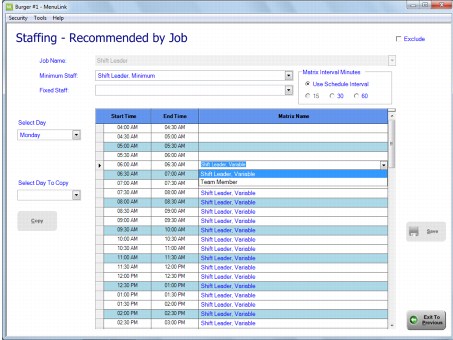 Burger #1 - MenuLink
Security Tools Help
Staffing - Recommended by Job
Exclude
Job Name: Shift Leader
Minimum Staff: Shift Leader, Minimum
Fixed Staff:
Matrix Interval Minutes
Use Schedule Interval
15 30 60
Select Day
Monday
Select Day To Copy
Copy
Start Time End Time Matrix Name
04:00 AM 04:30 AM
04:30 AM 05:00 AM
05:00 AM 05:30 AM
05:30 AM 06:00 AM
06:00 AM 06:30 AM Shift Leader, Variable
06:30 AM 07:00 AM Shift Leader, Variable
07:00 AM 07:30 AM Team Member
07:30 AM 08:00 AM Shift Leader, Variable
08:00 AM 08:30 AM Shift Leader, Variable
08:30 AM 09:00 AM Shift Leader, Variable
09:00 AM 09:30 AM Shift Leader, Variable
09:30 AM 10:00 AM Shift Leader, Variable
10:00 AM 10:30 AM Shift Leader, Variable
10:30 AM 11:00 AM Shift Leader, Variable
11:00 AM 11:30 AM Shift Leader, Variable
11:30 AM 12:00 PM Shift Leader, Variable
12:00 PM 12:30 PM Shift Leader, Variable
12:30 PM 01:00 PM Shift Leader, Variable
01:00 PM 01:30 PM Shift Leader, Variable
01:30 PM 02:00 PM Shift Leader, Variable
02:00 PM 02:30 PM Shift Leader, Variable
02:30 PM 03:00 PM Shift Leader, Variable
Save
Exit To
Previous